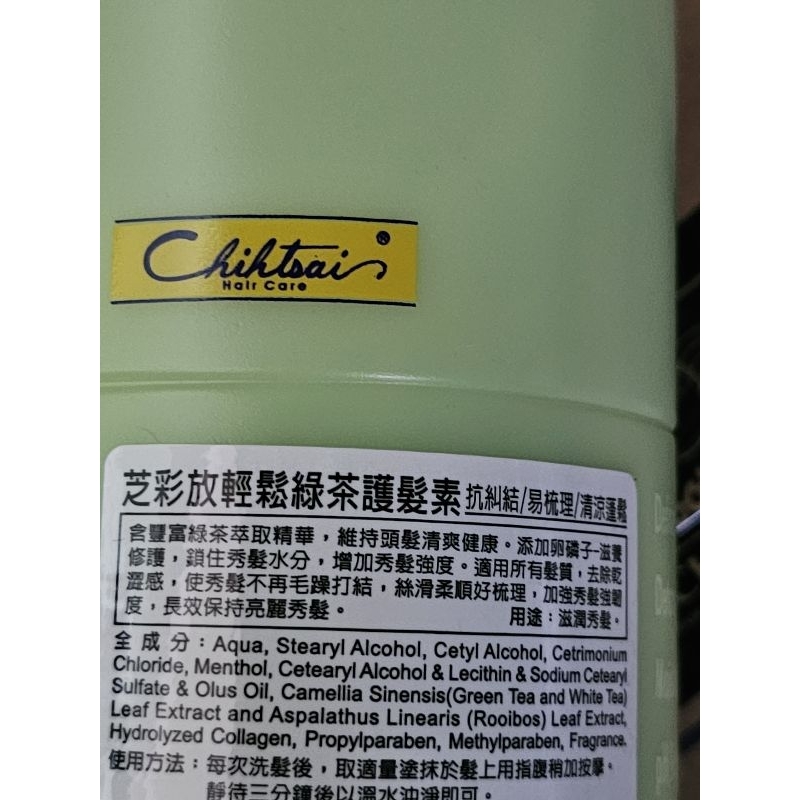 Chihtsai®
Hair Care
芝彩放輕鬆綠茶護髮素 抗糾結/易梳理/清涼蓬鬆
含豐富綠茶萃取精華,維持頭髮清爽健康。添加卵磷子-滋養
修護,鎖住秀髮水分,增加秀髮強度。適用所有髮質,去除乾
澀感,使秀髮不再毛躁打結,絲滑柔順好梳理,加強秀髮強韌
度,長效保持亮麗秀髮。 用途:滋潤秀髮。
全成分:Aqua, Stearyl Alcohol, Cetyl Alcohol, Cetrimonium
Chloride, Menthol, Cetearyl Alcohol & Lecithin & Sodium Cetearyl
Sulfate & Olus Oil, Camellia Sinensis(Green Tea and White Tea)
Leaf Extract and Aspalathus Linearis (Rooibos) Leaf Extract,
Hydrolyzed Collagen, Propylparaben, Methylparaben, Fragrance.
使用方法:每次洗髮後,取適量塗抹於髮上用指腹稍加按摩。
靜待三分鐘後以溫水沖淨即可。